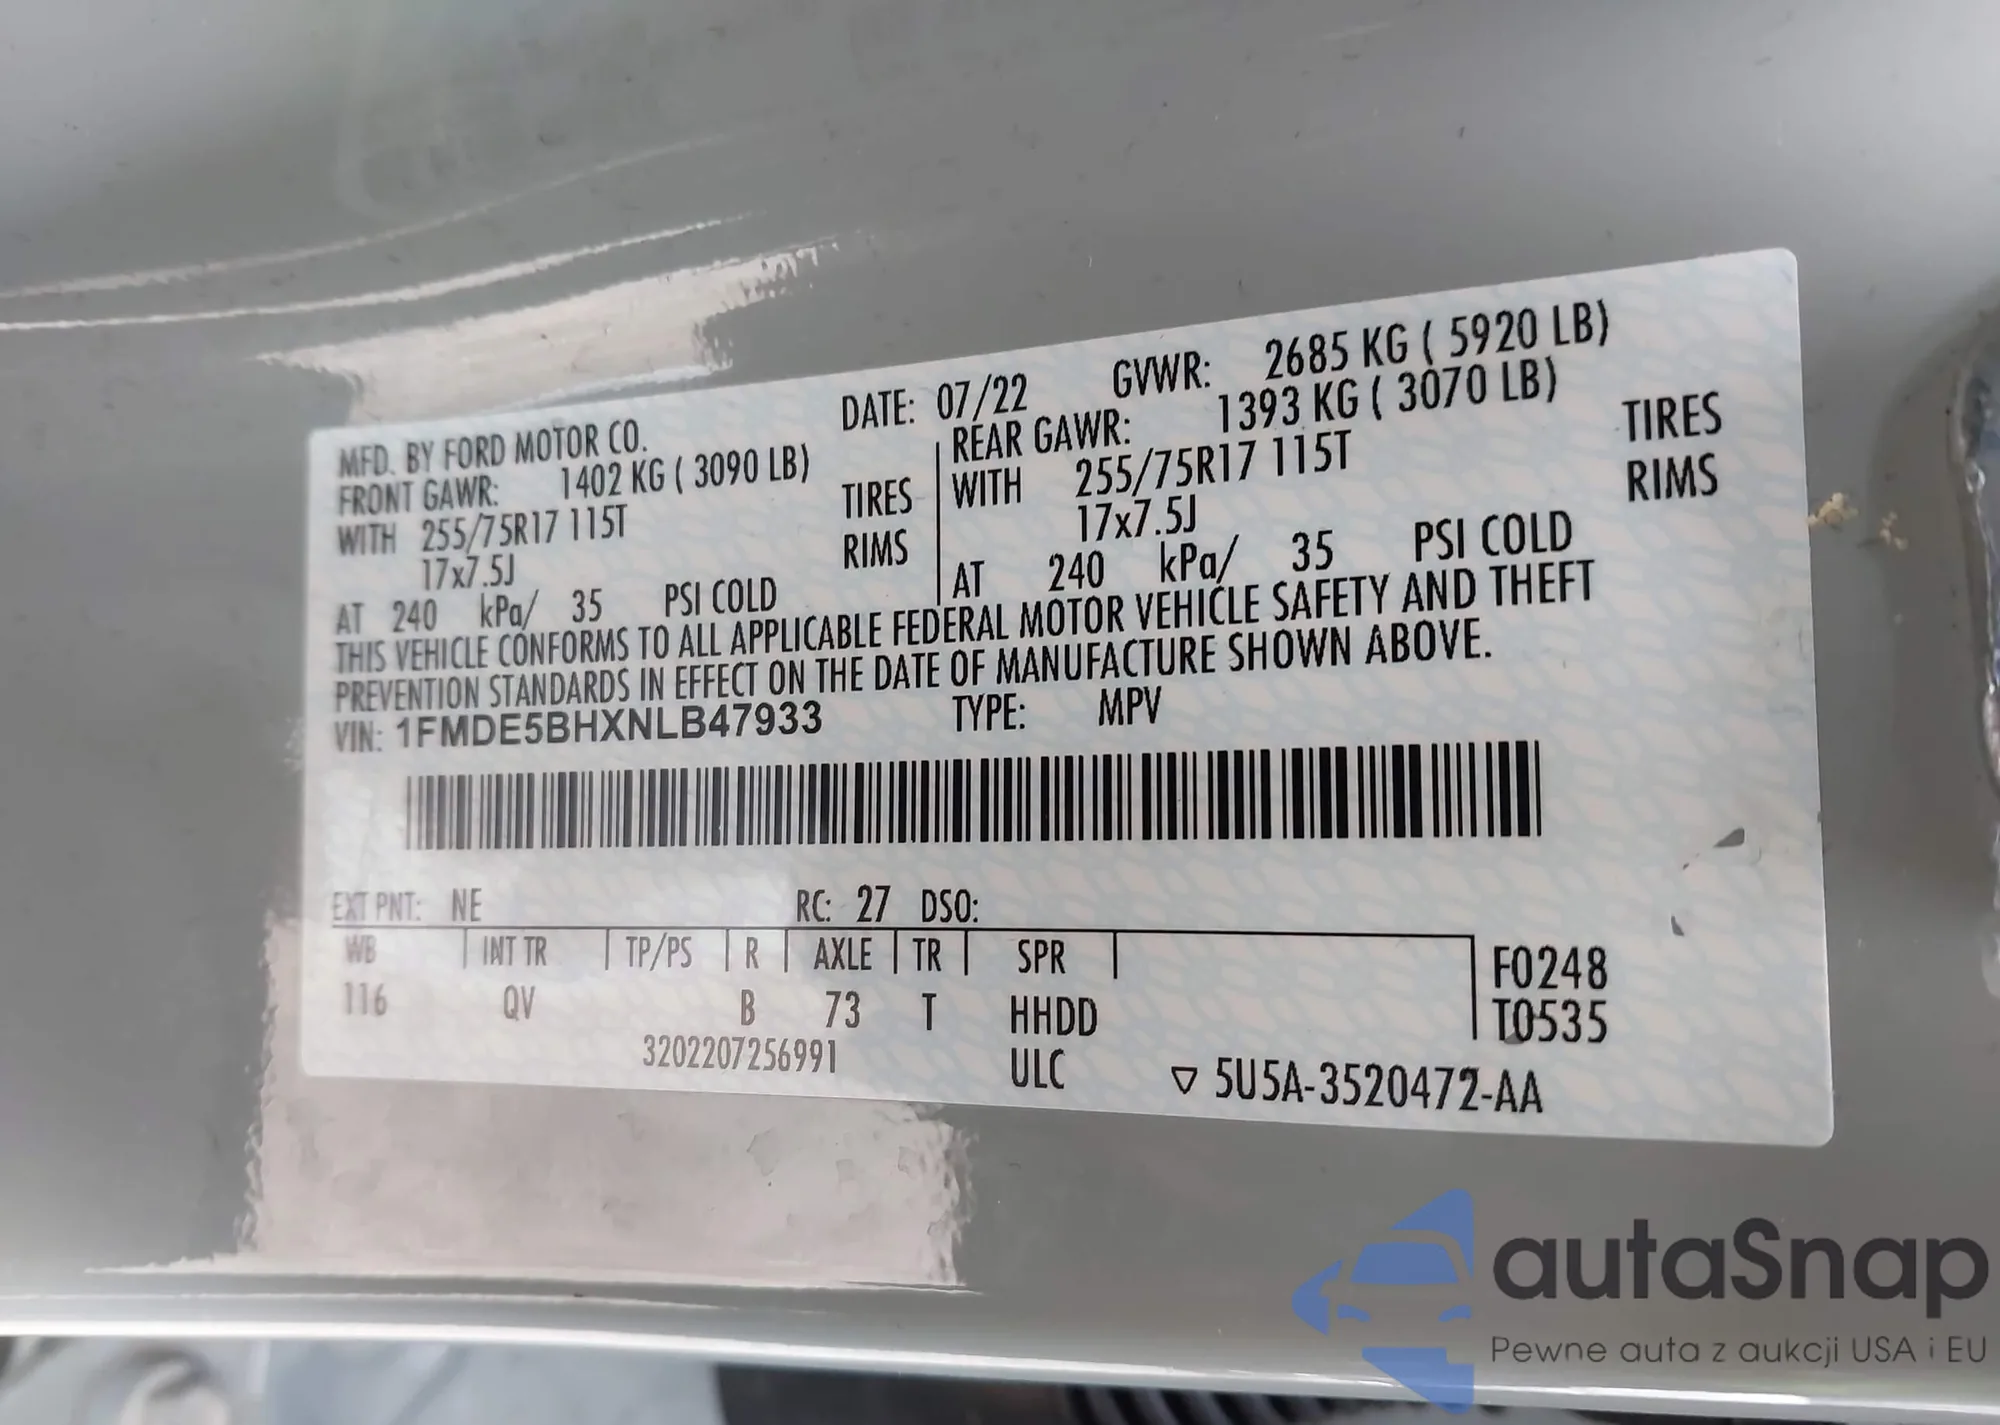 DATE: 07/22 GVWR: 2685 KG ( 5920 LB)
MFD. BY FORD MOTOR CO.
FRONT GAWR: 1402 KG ( 3090 LB)
WITH 255/75R17 115T TIRES
17x7.5J RIMS
AT 240 kPa/ 35 PSI COLD
REAR GAWR: 1393 KG ( 3070 LB)
WITH 255/75R17 115T TIRES
17x7.5J RIMS
AT 240 kPa/ 35 PSI COLD
THIS VEHICLE CONFORMS TO ALL APPLICABLE FEDERAL MOTOR VEHICLE SAFETY AND THEFT
PREVENTION STANDARDS IN EFFECT ON THE DATE OF MANUFACTURE SHOWN ABOVE.
VIN: 1FMDE5BHXNLB47933 TYPE: MPV
EXT PNT: NE RC: 27 DSO:
WB INT TR TP/PS R AXLE TR SPR
116 QV B 73 T HHDD
F0248
T0535
3202207256991 ULC ▽ 5U5A-3520472-AA
autaSnap
Pewne auta z aukcji USA i EU